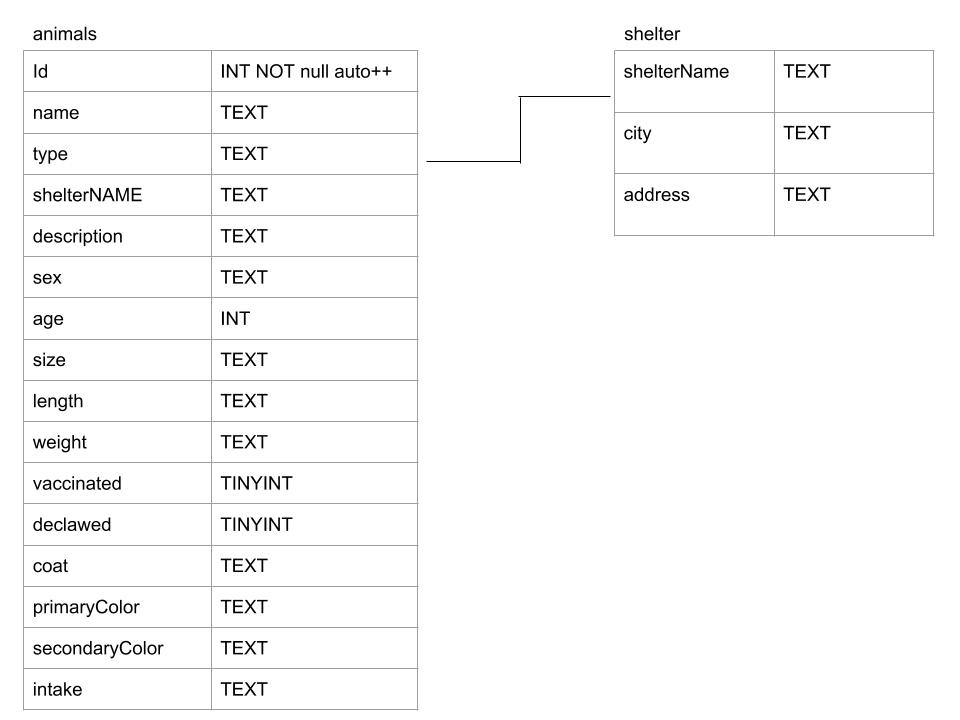 animals
Id INT NOT null auto++
name TEXT
type TEXT
shelterNAME TEXT
description TEXT
sex TEXT
age INT
size TEXT
length TEXT
weight TEXT
vaccinated TINYINT
declawed TINYINT
coat TEXT
primaryColor TEXT
secondaryColor TEXT
intake TEXT
shelter
shelterName TEXT
city TEXT
address TEXT